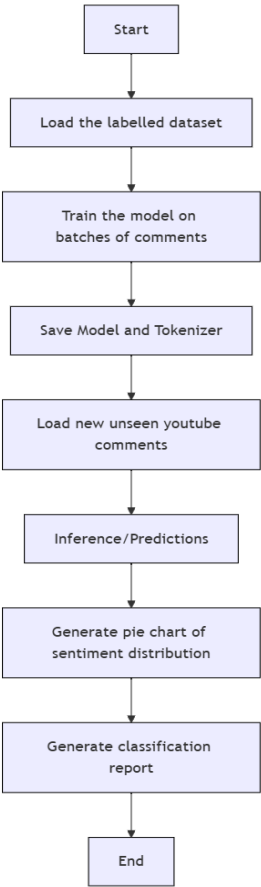 Start
Load the labelled dataset
Train the model on
batches of comments
Save Model and Tokenizer
Load new unseen youtube
comments
Inference/Predictions
Generate pie chart of
sentiment distribution
Generate classification
report
End